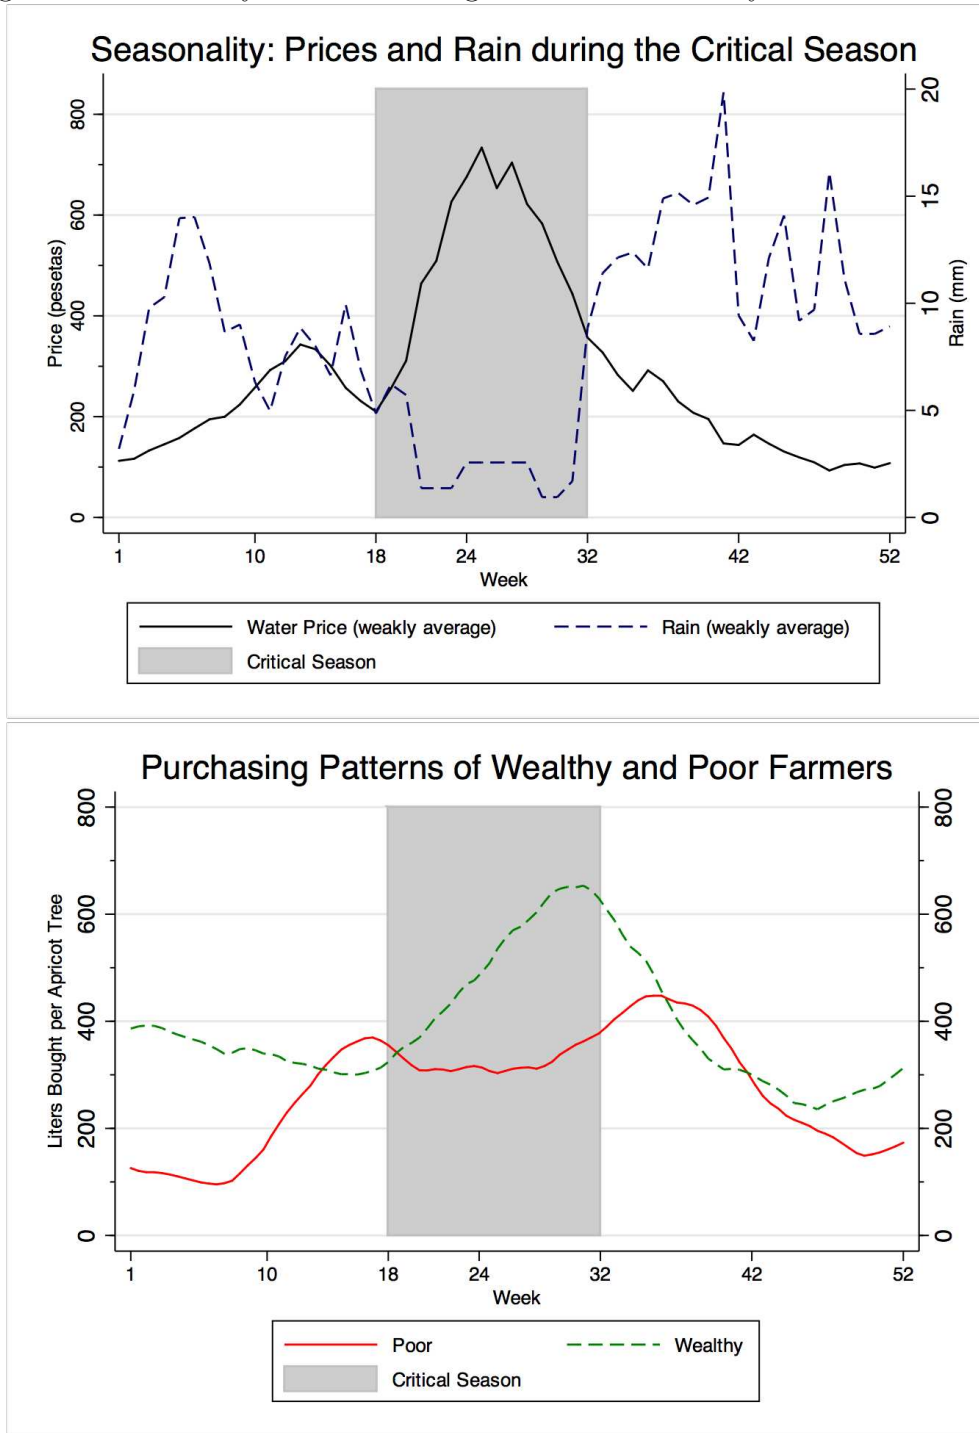 Seasonality: Prices and Rain during the Critical Season
Price (pesetas)
0 200 400 600 800
Rain (mm)
0 5 10 15 20
1 10 18 24 32 42 52
Week
Water Price (weakly average) Rain (weakly average)
Critical Season
Purchasing Patterns of Wealthy and Poor Farmers
Liters Bought per Apricot Tree
0 200 400 600 800
0 200 400 600 800
1 10 18 24 32 42 52
Week
Poor Wealthy
Critical Season